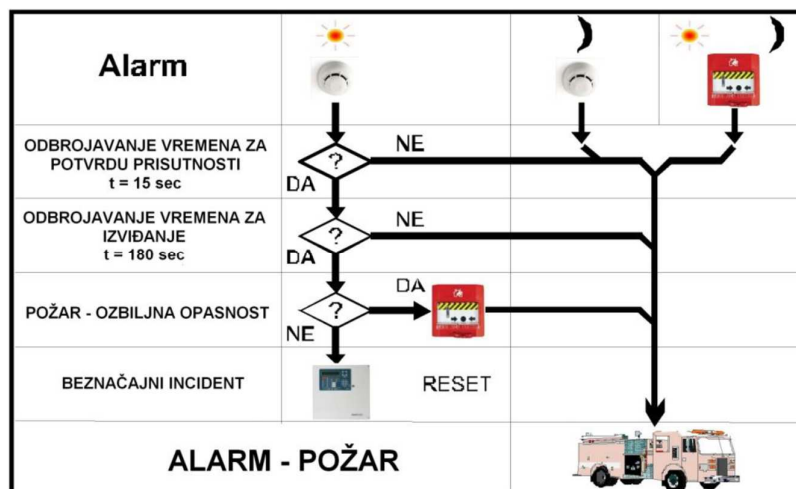 Alarm
ODBROJAVANJE VREMENA ZA
POTVRDU PRISUTNOSTI
t = 15 sec
?
NE
DA
ODBROJAVANJE VREMENA ZA
IZVIĐANJE
t = 180 sec
?
NE
DA
POŽAR - OZBILJNA OPASNOST
?
DA
NE
BEZNAČAJNI INCIDENT
RESET
ALARM - POŽAR